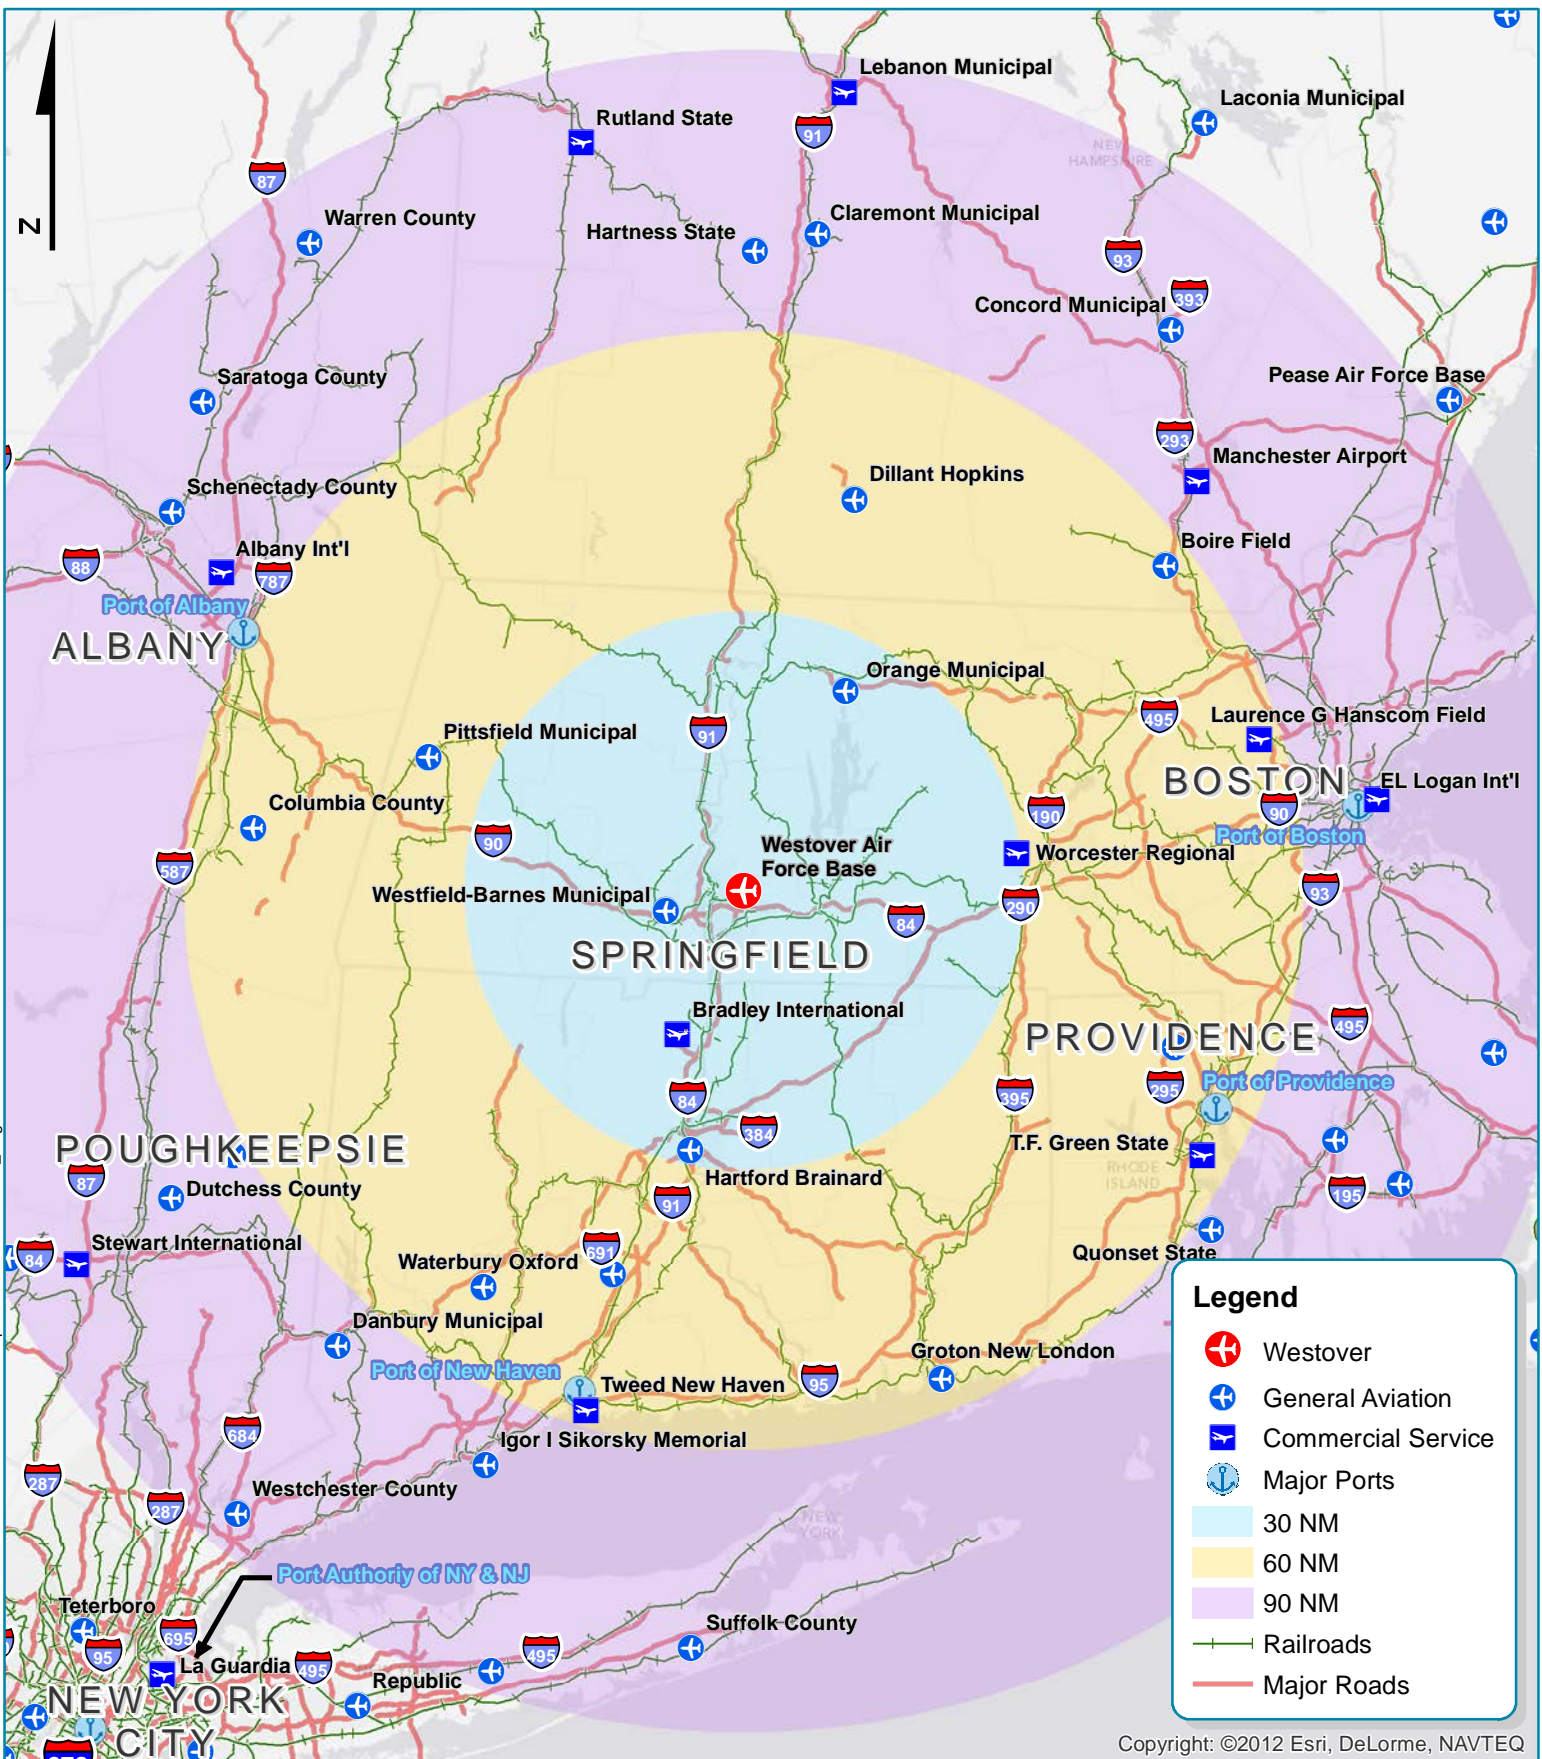 Lebanon Municipal
Laconia Municipal
Rutland State
91
NEW
HAMPSHIRE
87
Warren County
Hartness State
Claremont Municipal
93
393
Concord Municipal
N
Saratoga County
Pease Air Force Base
293
Manchester Airport
Dillant Hopkins
Schenectady County
Boire Field
88
Albany Int'l
787
Port of Albany
ALBANY
Orange Municipal
Pittsfield Municipal
91
495
Laurence G Hanscom Field
BOSTON
EL Logan Int'l
Columbia County
190
90
Port of Boston
90
Westover Air
Force Base
Worcester Regional
587
Westfield-Barnes Municipal
84
290
93
SPRINGFIELD
Bradley International
PROVIDENCE
495
Port of Providence
84
395
295
384
T.F. Green State
RHODE
ISLAND
POUGHKEEPSIE
87
Dutchess County
Hartford Brainard
91
195
Stewart International
84
Waterbury Oxford
691
Quonset State
Danbury Municipal
Port of New Haven
Tweed New Haven
95
Groton New London
Igor I Sikorsky Memorial
684
287
287
Westchester County
NEW
YORK
Port Authoriy of NY & NJ
Teterboro
695
95
La Guardia
495
495
Suffolk County
Republic
NEW YORK
CITY
Legend
Westover
General Aviation
Commercial Service
Major Ports
30 NM
60 NM
90 NM
Railroads
Major Roads
Copyright: ©2012 Esri, DeLorme, NAVTEQ